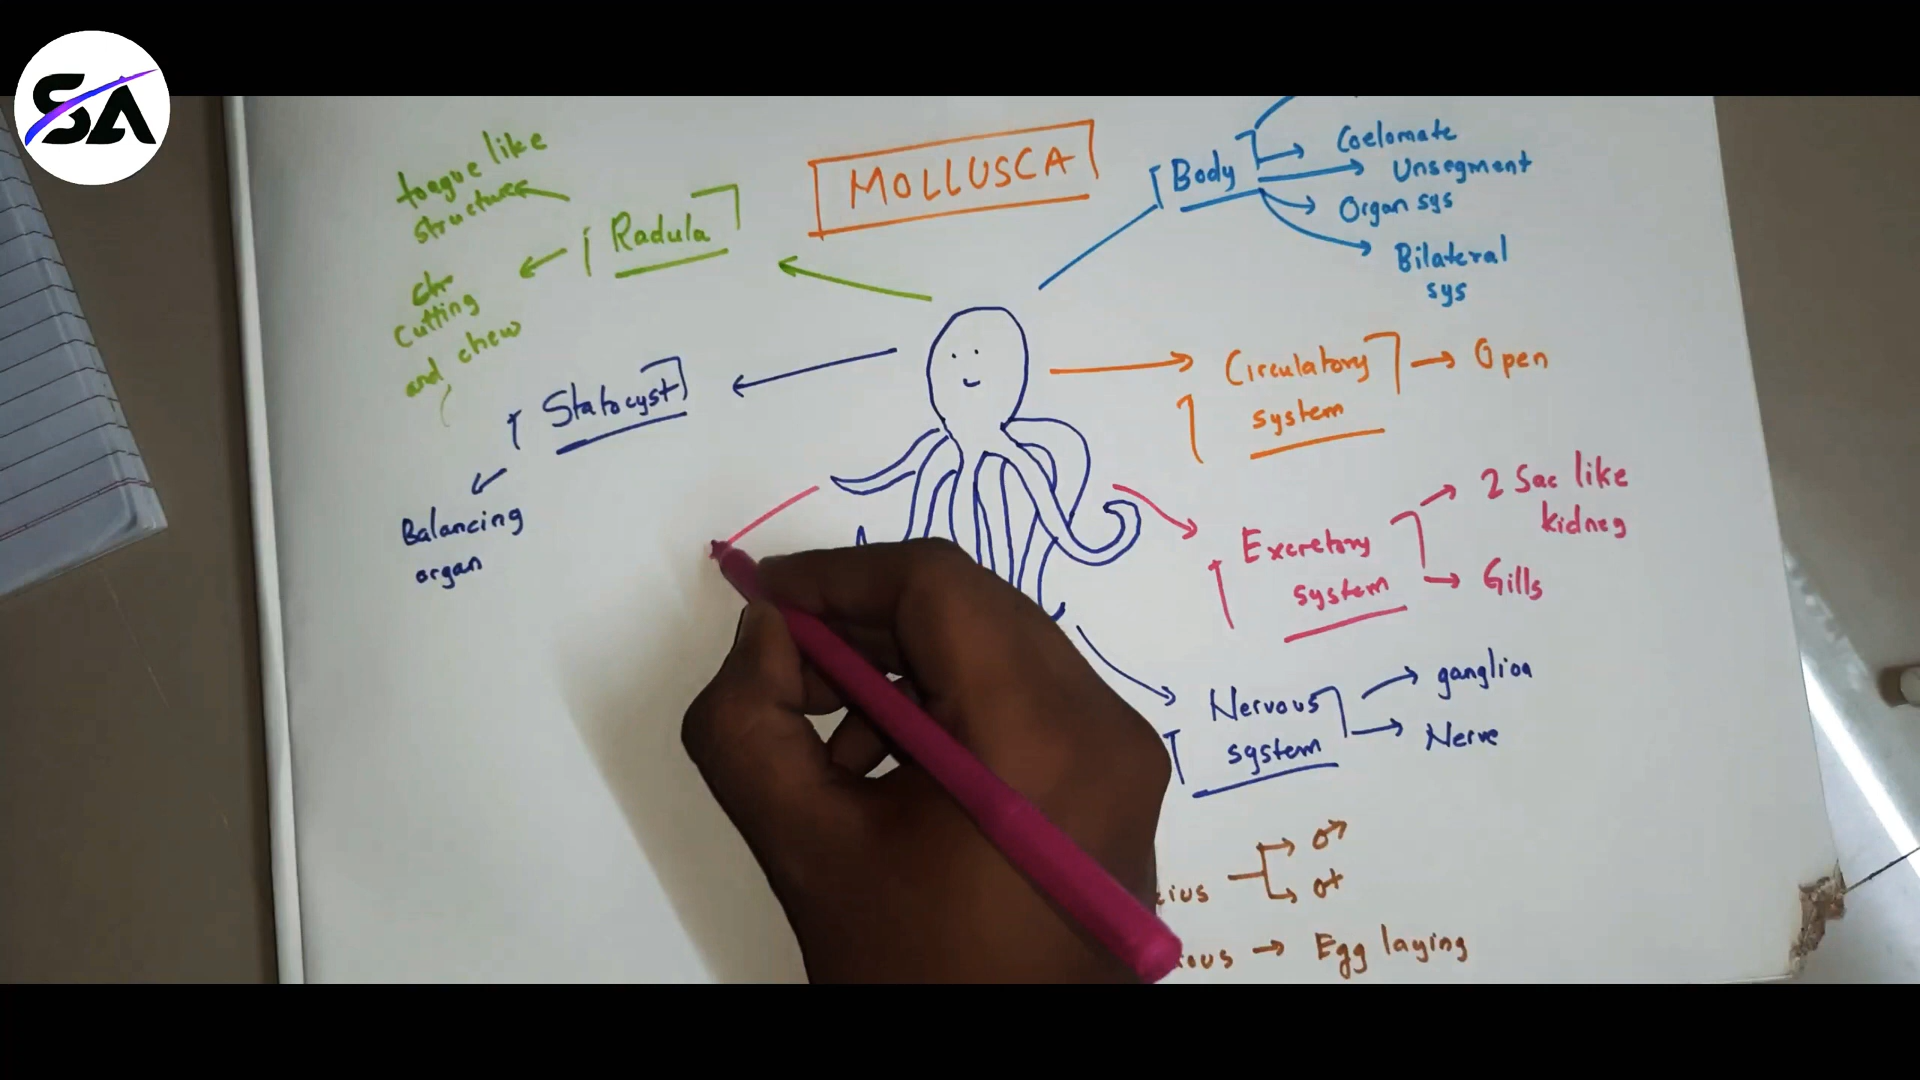 SA
MOLLUSCA
tongue like
structure
Radula
Cutting
and chew
Statocyst
Balancing
organ
Body
Coelomate
Unsegment
Organ sys
Bilateral
sys
Circulatory
system
Open
Excretory
system
2 Sac like
kidney
Gills
Nervous
system
ganglion
Nerve
♂
♀
Egg laying